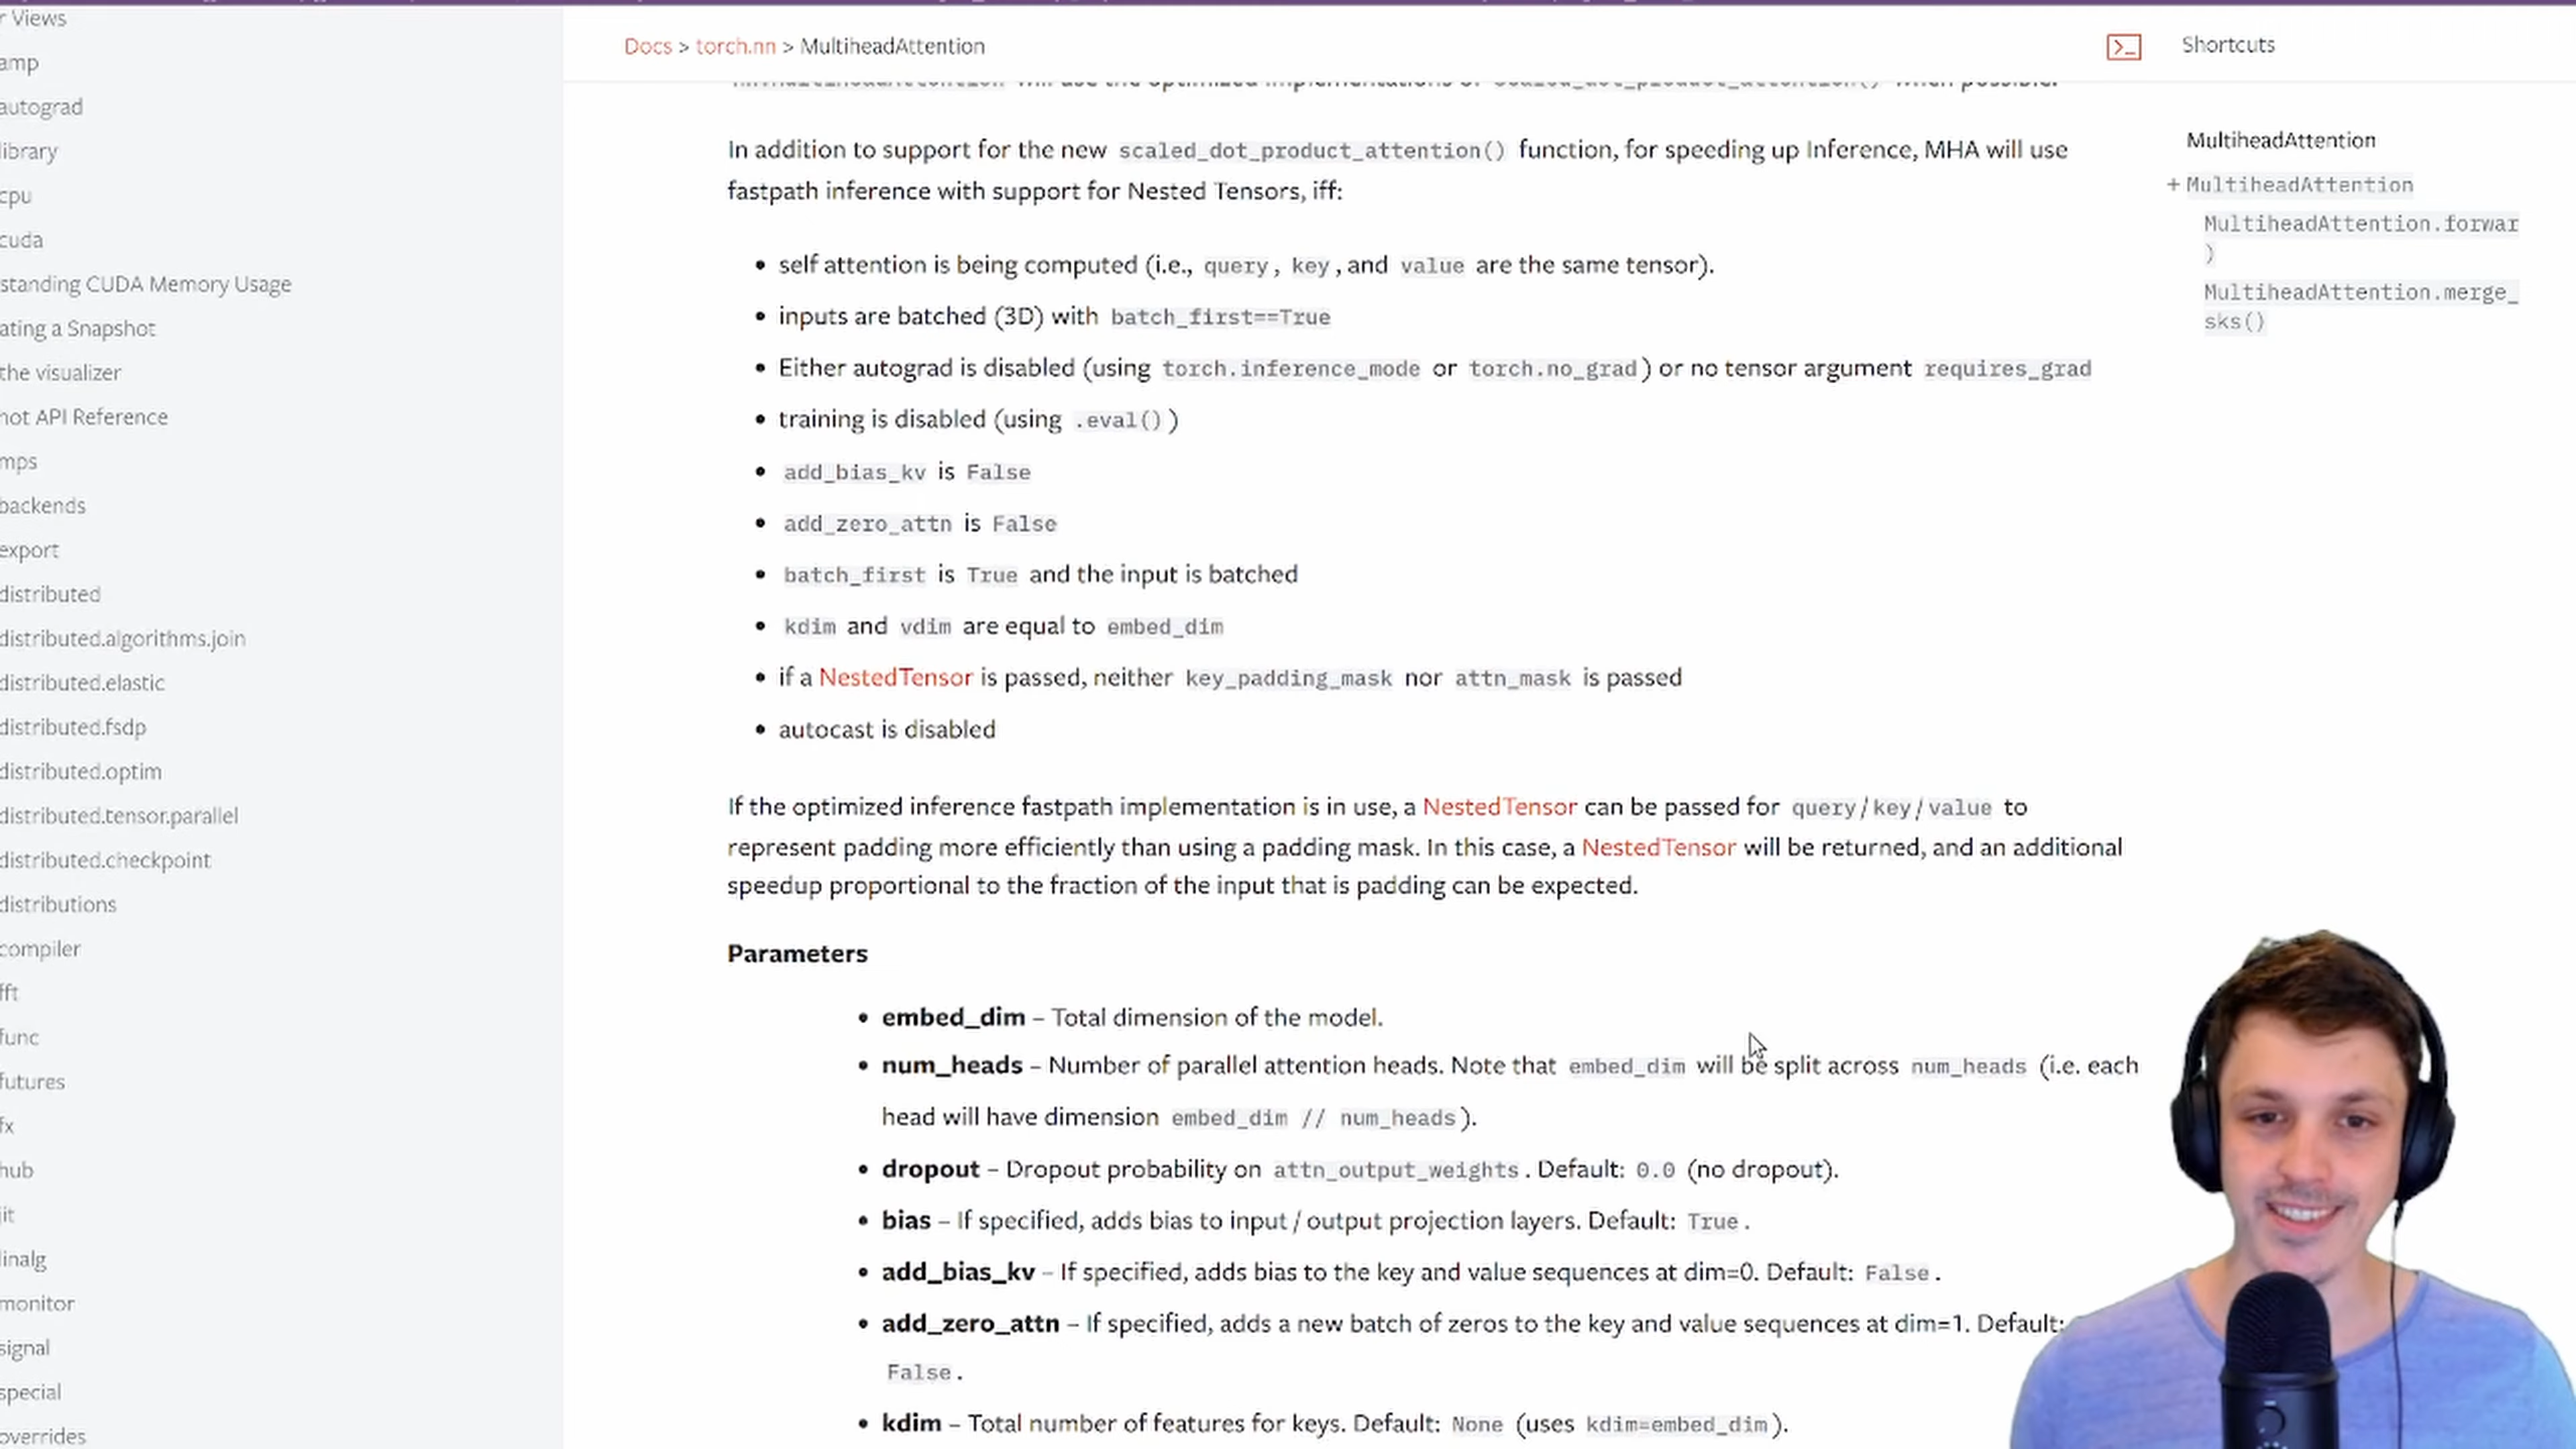 r Views
amp
autograd
library
cpu
cuda
standing CUDA Memory Usage
ating a Snapshot
the visualizer
hot API Reference
mps
backends
export
distributed
distributed.algorithms.join
distributed.elastic
distributed.fsdp
distributed.optim
distributed.tensor.parallel
distributed.checkpoint
distributions
compiler
fft
func
futures
fx
hub
jit
linalg
monitor
signal
special
overrides
Docs > torch.nn > MultiheadAttention
Shortcuts
nn.MultiheadAttention will use the optimized implementations of scaled_dot_product_attention() when possible.
In addition to support for the new scaled_dot_product_attention() function, for speeding up Inference, MHA will use
fastpath inference with support for Nested Tensors, iff:
• self attention is being computed (i.e., query, key, and value are the same tensor).
• inputs are batched (3D) with batch_first==True
• Either autograd is disabled (using torch.inference_mode or torch.no_grad) or no tensor argument requires_grad
• training is disabled (using .eval())
• add_bias_kv is False
• add_zero_attn is False
• batch_first is True and the input is batched
• kdim and vdim are equal to embed_dim
• if a NestedTensor is passed, neither key_padding_mask nor attn_mask is passed
• autocast is disabled
If the optimized inference fastpath implementation is in use, a NestedTensor can be passed for query/key/value to
represent padding more efficiently than using a padding mask. In this case, a NestedTensor will be returned, and an additional
speedup proportional to the fraction of the input that is padding can be expected.
Parameters
• embed_dim – Total dimension of the model.
• num_heads – Number of parallel attention heads. Note that embed_dim will be split across num_heads (i.e. each
head will have dimension embed_dim // num_heads).
• dropout – Dropout probability on attn_output_weights. Default: 0.0 (no dropout).
• bias – If specified, adds bias to input / output projection layers. Default: True.
• add_bias_kv – If specified, adds bias to the key and value sequences at dim=0. Default: False.
• add_zero_attn – If specified, adds a new batch of zeros to the key and value sequences at dim=1. Default:
False.
• kdim – Total number of features for keys. Default: None (uses kdim=embed_dim).
MultiheadAttention
+ MultiheadAttention
MultiheadAttention.forwar
)
MultiheadAttention.merge_
sks()